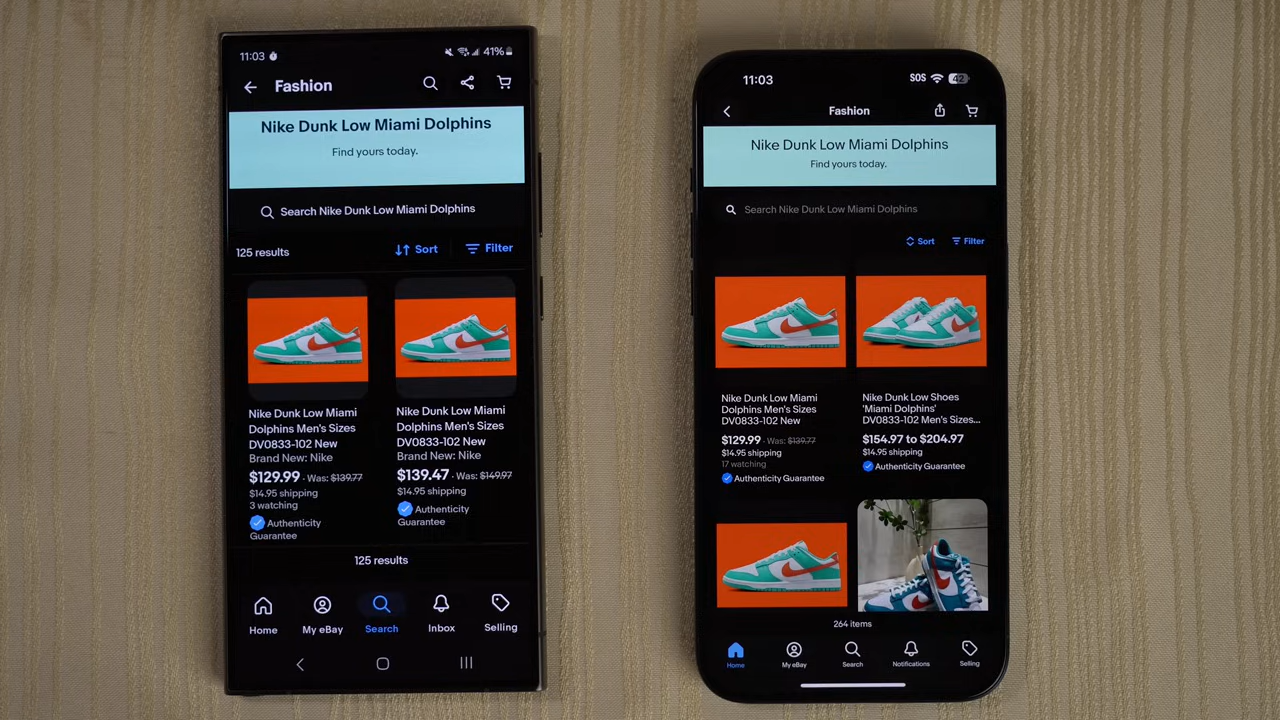 11:03
41%
Fashion
Nike Dunk Low Miami Dolphins
Find yours today.
Search Nike Dunk Low Miami Dolphins
125 results
Sort
Filter
Nike Dunk Low Miami
Dolphins Men's Sizes
DV0833-102 New
Brand New: Nike
$129.99 · Was: $139.77
$14.95 shipping
3 watching
Authenticity
Guarantee
Nike Dunk Low Miami
Dolphins Men's Sizes
DV0833-102 New
Brand New: Nike
$139.47 · Was: $149.97
$14.95 shipping
Authenticity
Guarantee
125 results
Home
My eBay
Search
Inbox
Selling
11:03
SOS
42
Fashion
Nike Dunk Low Miami Dolphins
Find yours today.
Search Nike Dunk Low Miami Dolphins
Sort
Filter
Nike Dunk Low Miami
Dolphins Men's Sizes
DV0833-102 New
$129.99 · Was: $139.77
$14.95 shipping
17 watching
Authenticity Guarantee
Nike Dunk Low Shoes
'Miami Dolphins'
DV0833-102 Men's Sizes...
$154.97 to $204.97
$14.95 shipping
Authenticity Guarantee
264 items
Home
My eBay
Search
Notifications
Selling